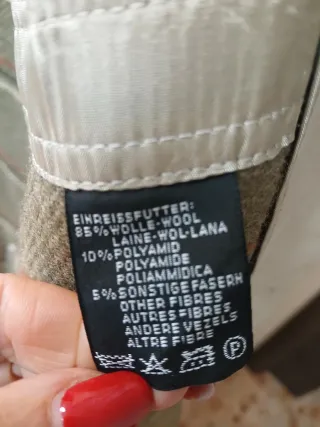 EINREISSFUTTER:
85% WOLLE-WOOL
LAINE-WOL-LANA
10% POLYAMID
POLYAMIDE
POLIAMMIDICA
5% SONSTIGE FASERN
OTHER FIBRES
AUTRES FIBRES
ANDERE VEZELS
ALTRE FIBRE
P